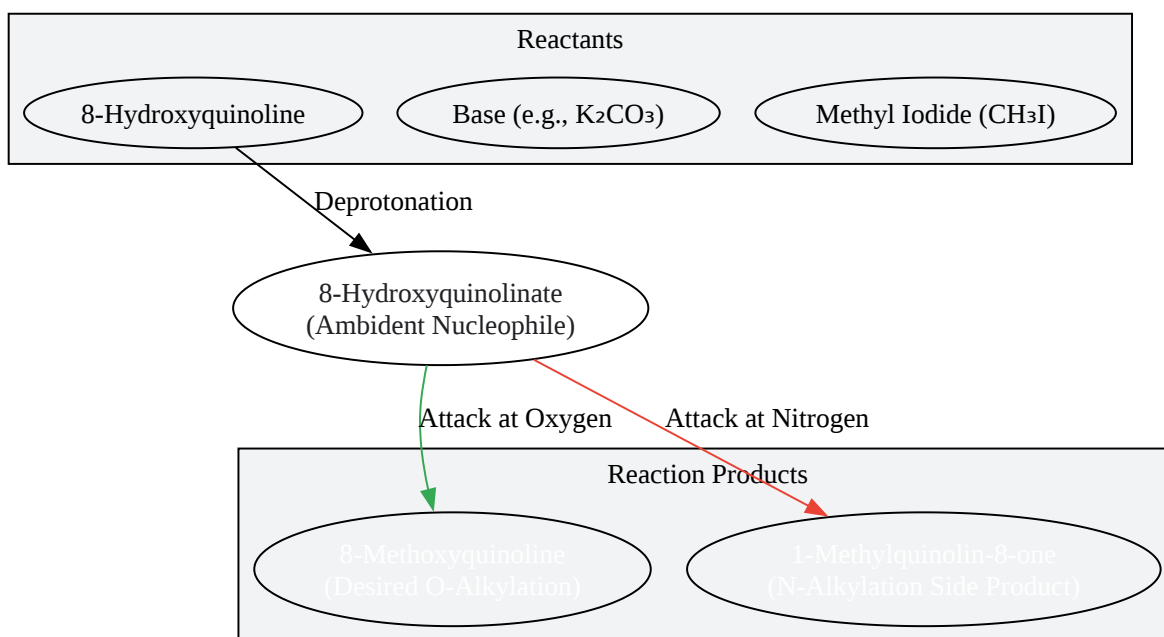 Reactants
8-Hydroxyquinoline
Base (e.g., K₂CO₃)
Methyl Iodide (CH₃I)
Deprotonation
8-Hydroxyquinolinate
(Ambident Nucleophile)
Attack at Oxygen
Attack at Nitrogen
Reaction Products
8-Methoxyquinoline
(Desired O-Alkylation)
1-Methylquinolin-8-one
(N-Alkylation Side Product)